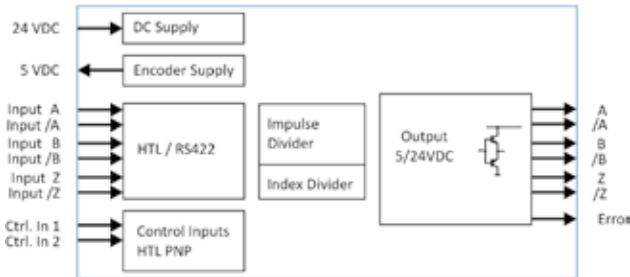 24 VDC
DC Supply
5 VDC
Encoder Supply
Input A
Input /A
Input B
Input /B
Input Z
Input /Z
HTL / RS422
Impulse
Divider
Index Divider
Output
5/24VDC
A
/A
B
/B
Z
/Z
Error
Ctrl. In 1
Ctrl. In 2
Control Inputs
HTL PNP